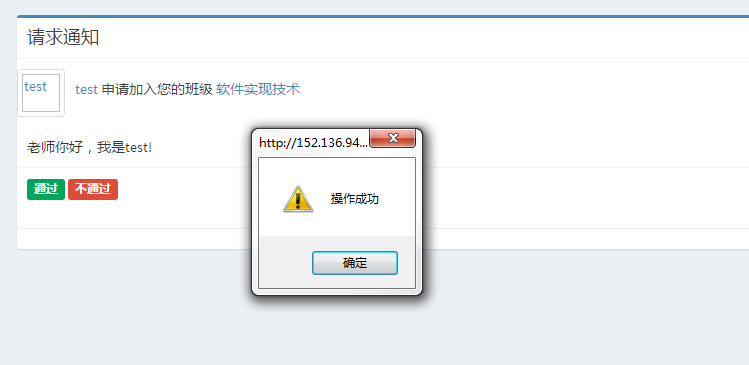 请求通知
test
test 申请加入您的班级 软件实现技术
老师你好，我是test!
通过 不通过
http://152.136.94...
操作成功
确定